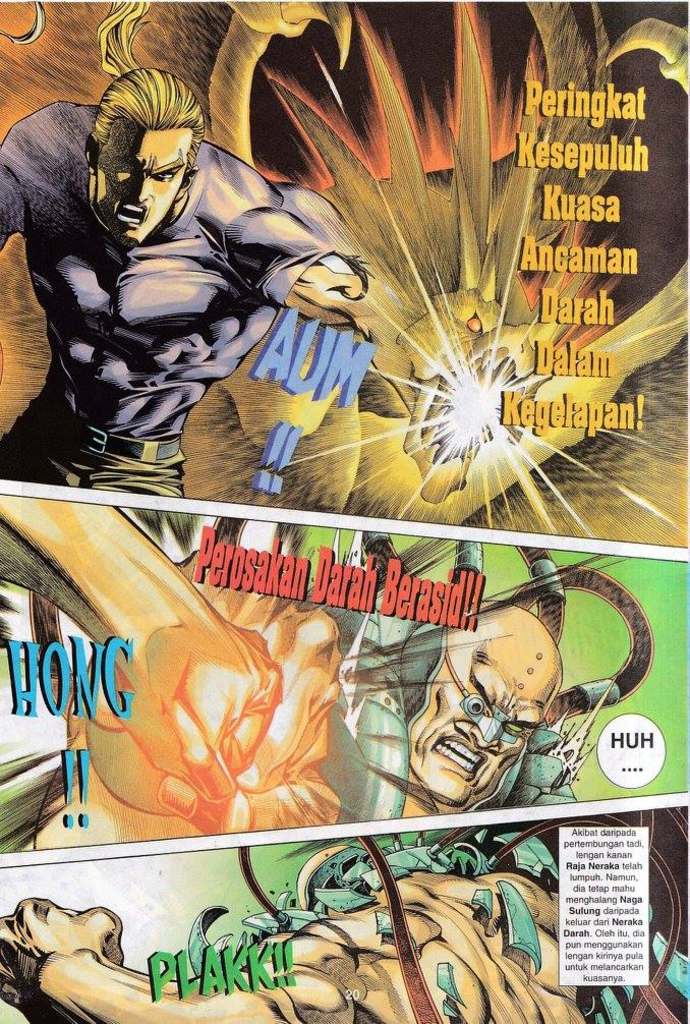 Peringkat
Kesepuluh
Kuasa
Ancaman
Darah
Dalam
Kegelapan!
AUM
!!
Perosakan Darah Berasid!!
HONG
!!
HUH
....
Akibat daripada
pertembungan tadi,
lengan kanan
Raja Neraka telah
lumpuh. Namun,
dia tetap mahu
menghalang Naga
Sulung daripada
keluar dari Neraka
Darah. Oleh itu, dia
pun menggunakan
lengan kirinya pula
untuk melancarkan
kuasanya.
PLAKK!!
20